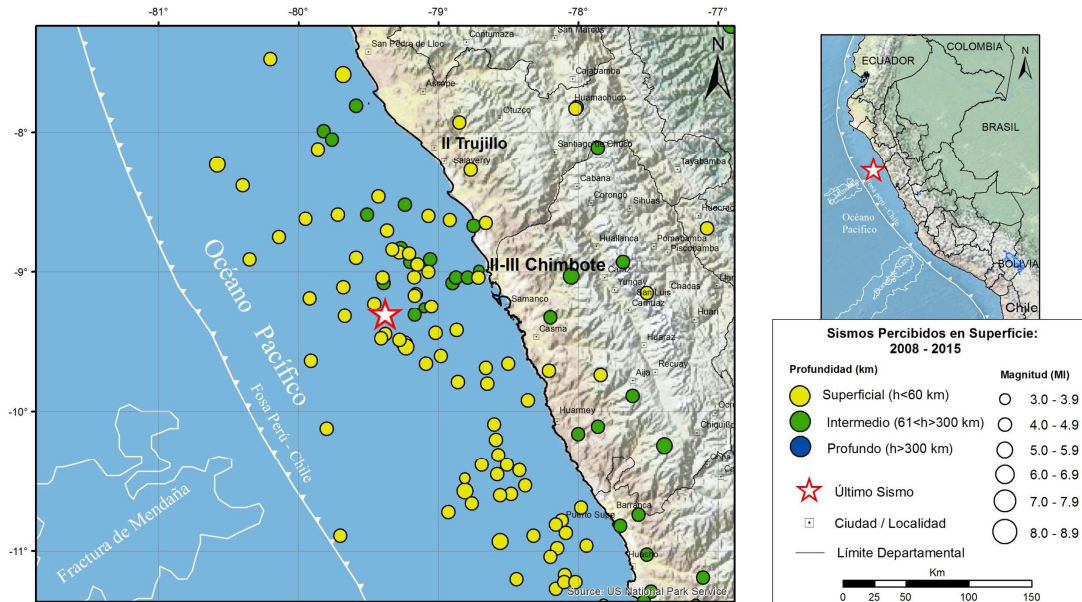 -81°
-80°
-79°
-78°
-77°
-8°
-9°
-10°
-11°
N
San Pedro de Lloc
Contumaza
San Marcos
Cajabamba
Ascope
Otuzco
Huamachuco
II Trujillo
Salaverry
Santiago de Chuco
Tayabamba
Cabana
Corongo
Sihuas
Huallanca
Pomabamba
Piscobamba
II-III Chimbote
Caraz
Yungay
San Luis
Chacas
Carhuaz
Huari
Samanco
Casma
Huaraz
Recuay
Aija
Huarmey
Chiquián
Barranca
Puerto Supe
Huacho
Océano Pacífico
Fosa Perú - Chile
Fractura de Mendaña
Source: US National Park Service
COLOMBIA
N
ECUADOR
BRASIL
Océano
Pacífico
BOLIVIA
Chile
Sismos Percibidos en Superficie:
2008 - 2015
Profundidad (km)
Superficial (h<60 km)
Intermedio (61<h>300 km)
Profundo (h>300 km)
Último Sismo
Ciudad / Localidad
Límite Departamental
Magnitud (Ml)
3.0 - 3.9
4.0 - 4.9
5.0 - 5.9
6.0 - 6.9
7.0 - 7.9
8.0 - 8.9
Km
0 25 50 100 150